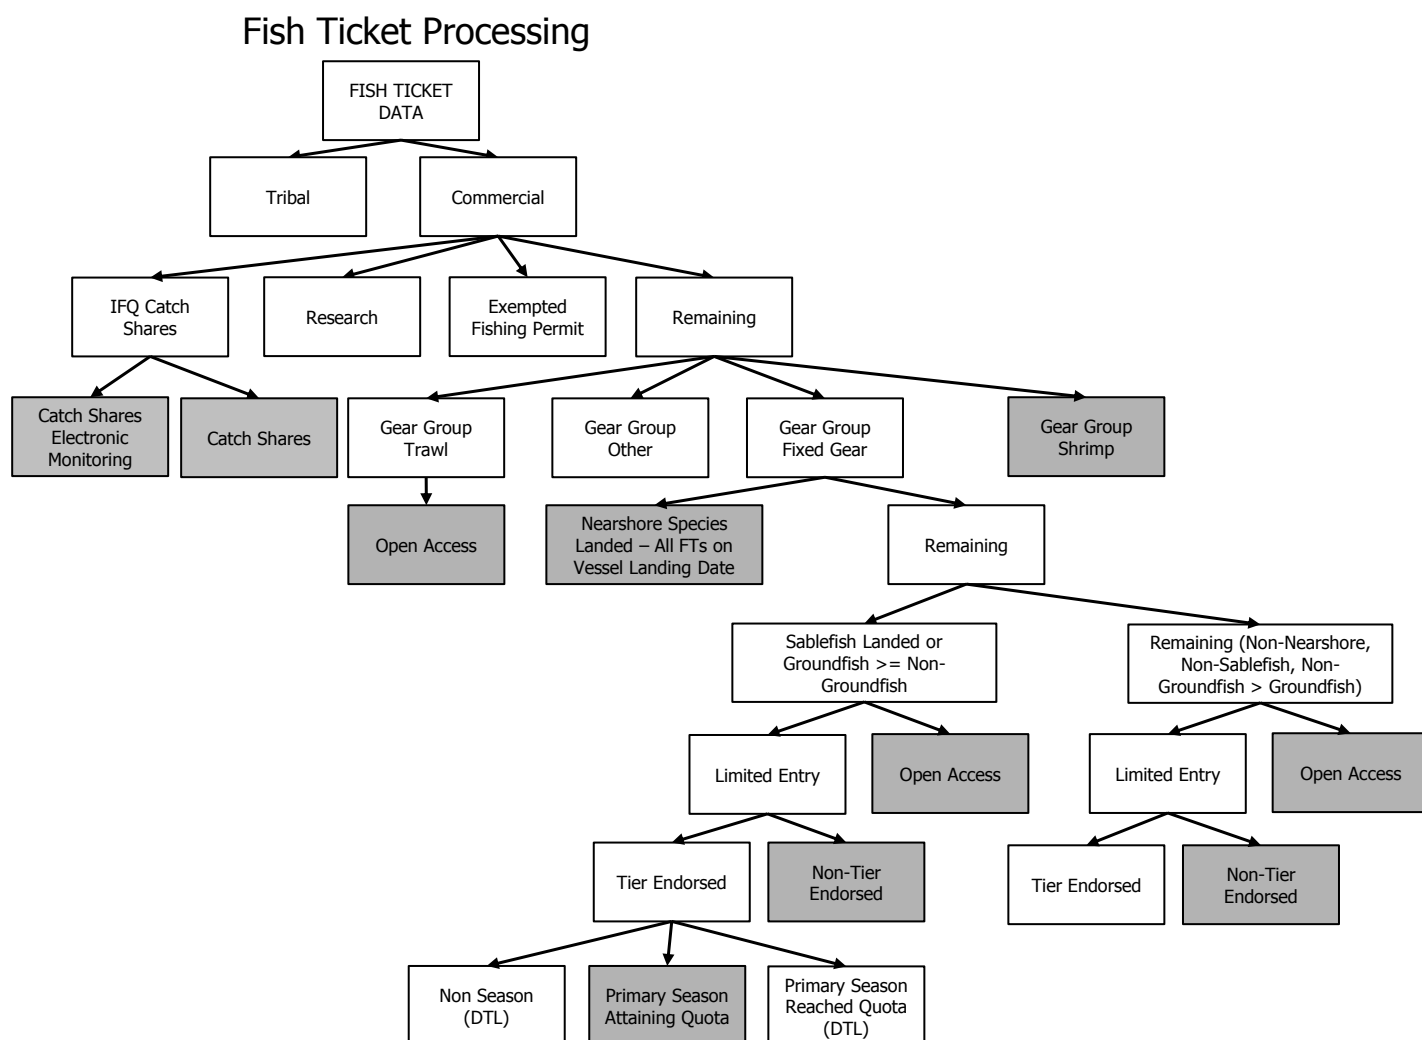 Fish Ticket Processing
FISH TICKET
DATA
Tribal
Commercial
IFQ Catch
Shares
Research
Exempted
Fishing Permit
Remaining
Catch Shares
Electronic
Monitoring
Catch Shares
Gear Group
Trawl
Gear Group
Other
Gear Group
Fixed Gear
Gear Group
Shrimp
Open Access
Nearshore Species
Landed – All FTs on
Vessel Landing Date
Remaining
Sablefish Landed or
Groundfish >= Non-
Groundfish
Remaining (Non-Nearshore,
Non-Sablefish, Non-
Groundfish > Groundfish)
Limited Entry
Open Access
Limited Entry
Open Access
Tier Endorsed
Non-Tier
Endorsed
Tier Endorsed
Non-Tier
Endorsed
Non Season
(DTL)
Primary Season
Attaining Quota
Primary Season
Reached Quota
(DTL)